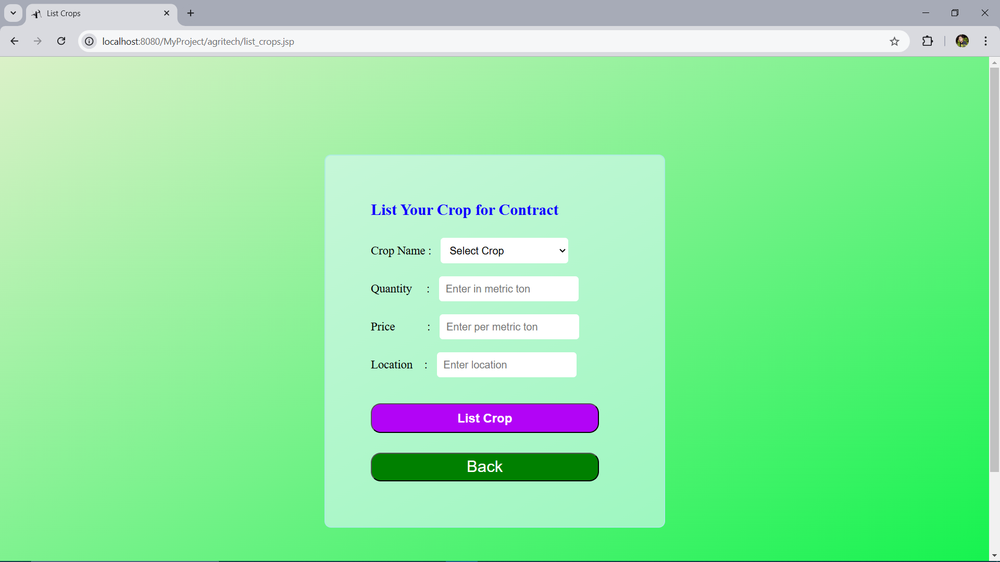 List Crops
localhost:8080/MyProject/agritech/list_crops.jsp
List Your Crop for Contract
Crop Name : Select Crop
Quantity : Enter in metric ton
Price : Enter per metric ton
Location : Enter location
List Crop
Back